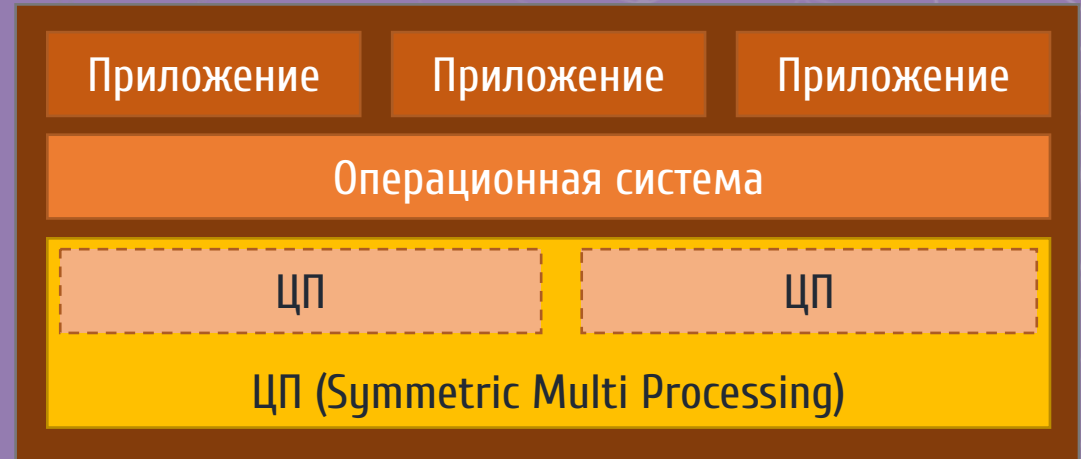 Приложение Приложение Приложение
Операционная система
ЦП ЦП
ЦП (Symmetric Multi Processing)